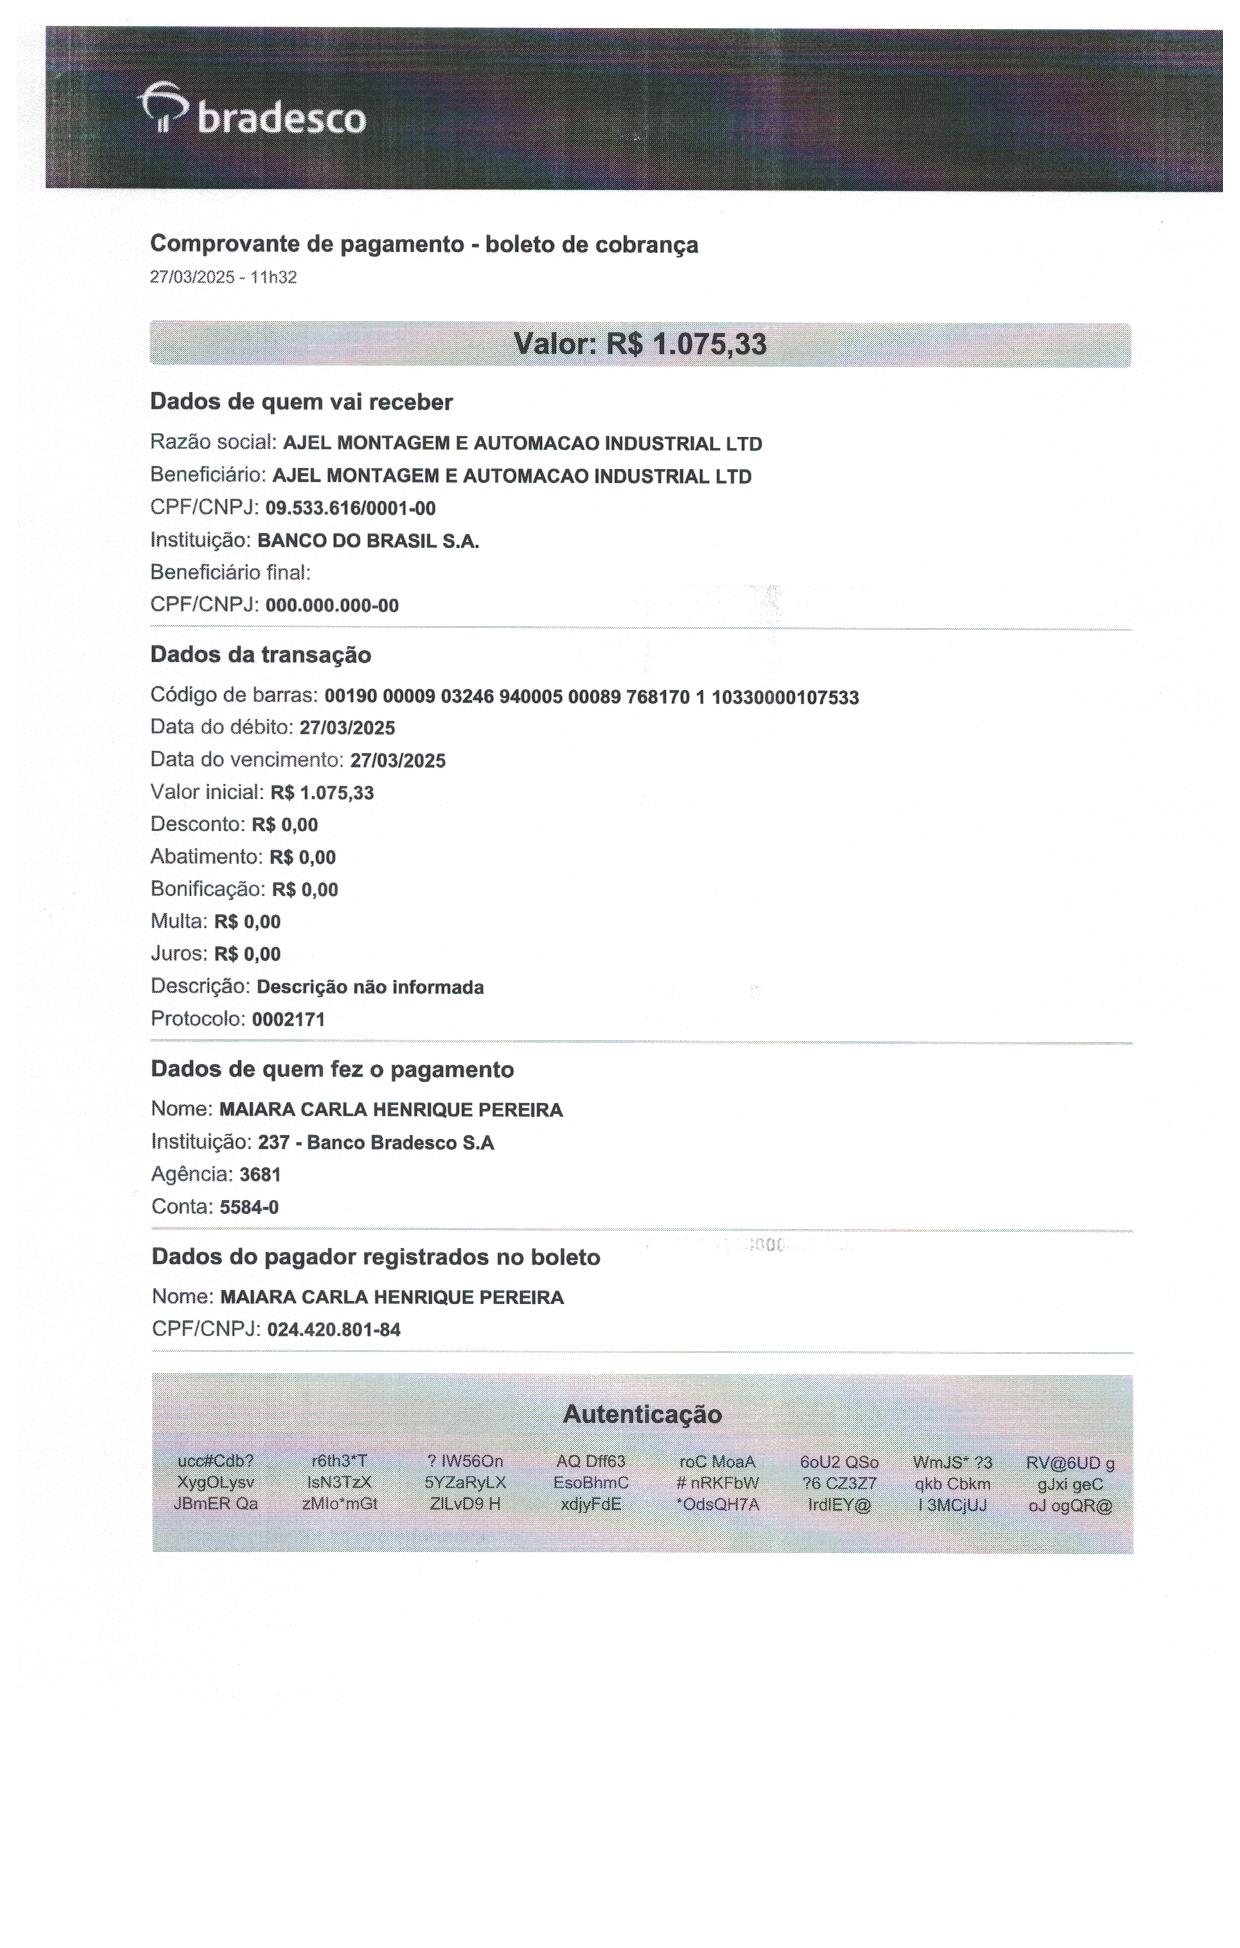 bradesco
Comprovante de pagamento - boleto de cobrança
27/03/2025 - 11h32
Valor: R$ 1.075,33
Dados de quem vai receber
Razão social: AJEL MONTAGEM E AUTOMACAO INDUSTRIAL LTD
Beneficiário: AJEL MONTAGEM E AUTOMACAO INDUSTRIAL LTD
CPF/CNPJ: 09.533.616/0001-00
Instituição: BANCO DO BRASIL S.A.
Beneficiário final:
CPF/CNPJ: 000.000.000-00
Dados da transação
Código de barras: 00190 00009 03246 940005 00089 768170 1 10330000107533
Data do débito: 27/03/2025
Data do vencimento: 27/03/2025
Valor inicial: R$ 1.075,33
Desconto: R$ 0,00
Abatimento: R$ 0,00
Bonificação: R$ 0,00
Multa: R$ 0,00
Juros: R$ 0,00
Descrição: Descrição não informada
Protocolo: 0002171
Dados de quem fez o pagamento
Nome: MAIARA CARLA HENRIQUE PEREIRA
Instituição: 237 - Banco Bradesco S.A
Agência: 3681
Conta: 5584-0
Dados do pagador registrados no boleto
Nome: MAIARA CARLA HENRIQUE PEREIRA
CPF/CNPJ: 024.420.801-84
Autenticação
ucc#Cdb? r6th3*T ? IW56On AQ Dff63 roC MoaA 6oU2 QSo WmJS* ?3 RV@6UD g
XygOLysv IsN3TzX 5YZaRyLX EsoBhmC # nRKFbW ?6 CZ3Z7 qkb Cbkm gJxi geC
JBmER Qa zMIo*mGt ZILvD9 H xdjyFdE *OdsQH7A IrdIEY@ I 3MCjUJ oJ ogQR@